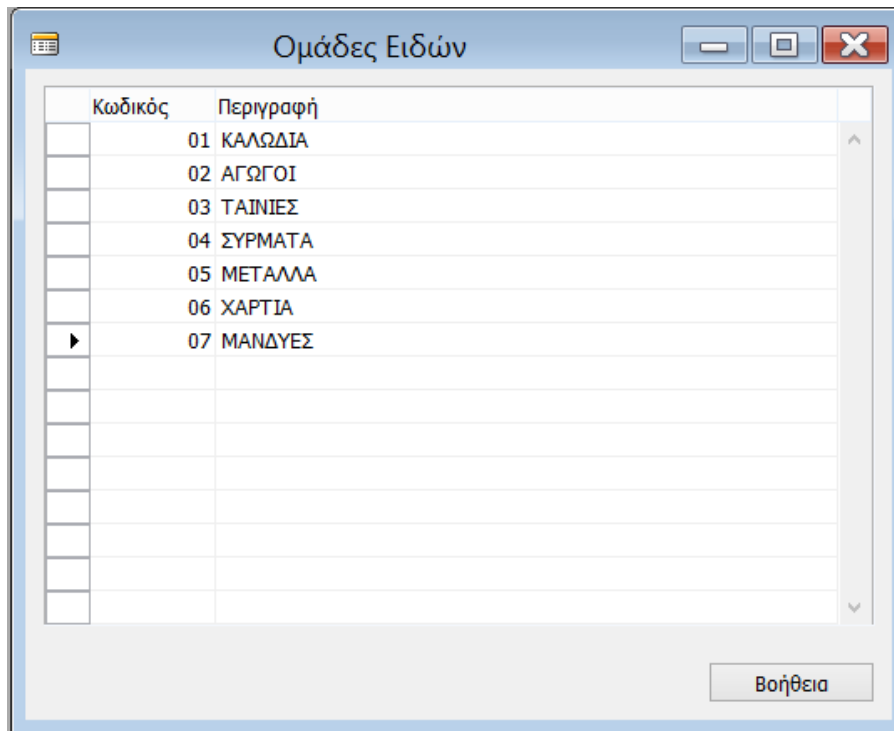 Ομάδες Ειδών
Κωδικός Περιγραφή
01 ΚΑΛΩΔΙΑ
02 ΑΓΩΓΟΙ
03 ΤΑΙΝΙΕΣ
04 ΣΥΡΜΑΤΑ
05 ΜΕΤΑΛΛΑ
06 ΧΑΡΤΙΑ
07 ΜΑΝΔΥΕΣ
Βοήθεια